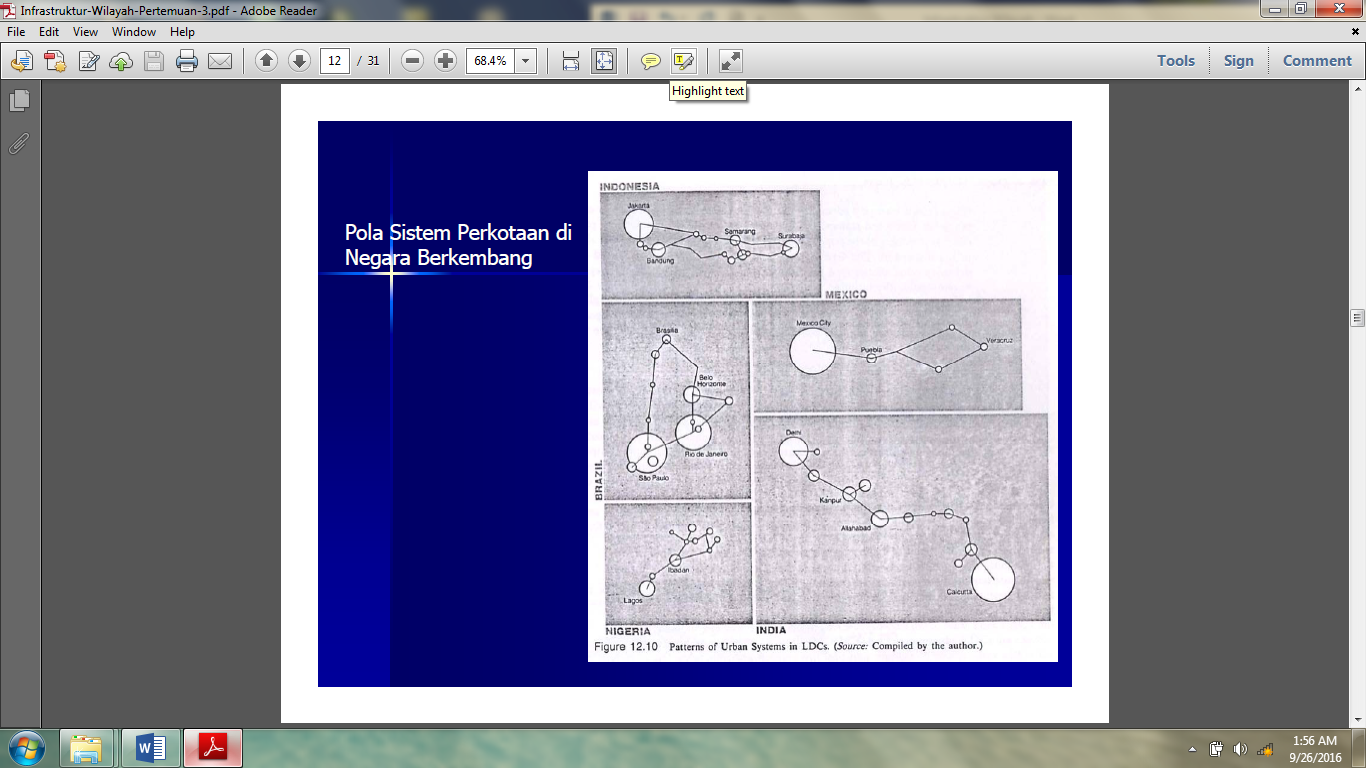 Infrastruktur-Wilayah-Pertemuan-3.pdf - Adobe Reader
File Edit View Window Help
12 / 31
68.4%
Tools Sign Comment
Highlight text
Pola Sistem Perkotaan di
Negara Berkembang
INDONESIA
Jakarta
Semarang
Surabaja
Bandung
MEXICO
Mexico City
Puebla
Veracruz
BRAZIL
Brasilia
Belo
Horizonte
Rio de Janeiro
São Paulo
NIGERIA
Ibadan
Lagos
INDIA
Delhi
Kanpur
Allahabad
Calcutta
Figure 12.10 Patterns of Urban Systems in LDCs. (Source: Compiled by the author.)
1:56 AM
9/26/2016